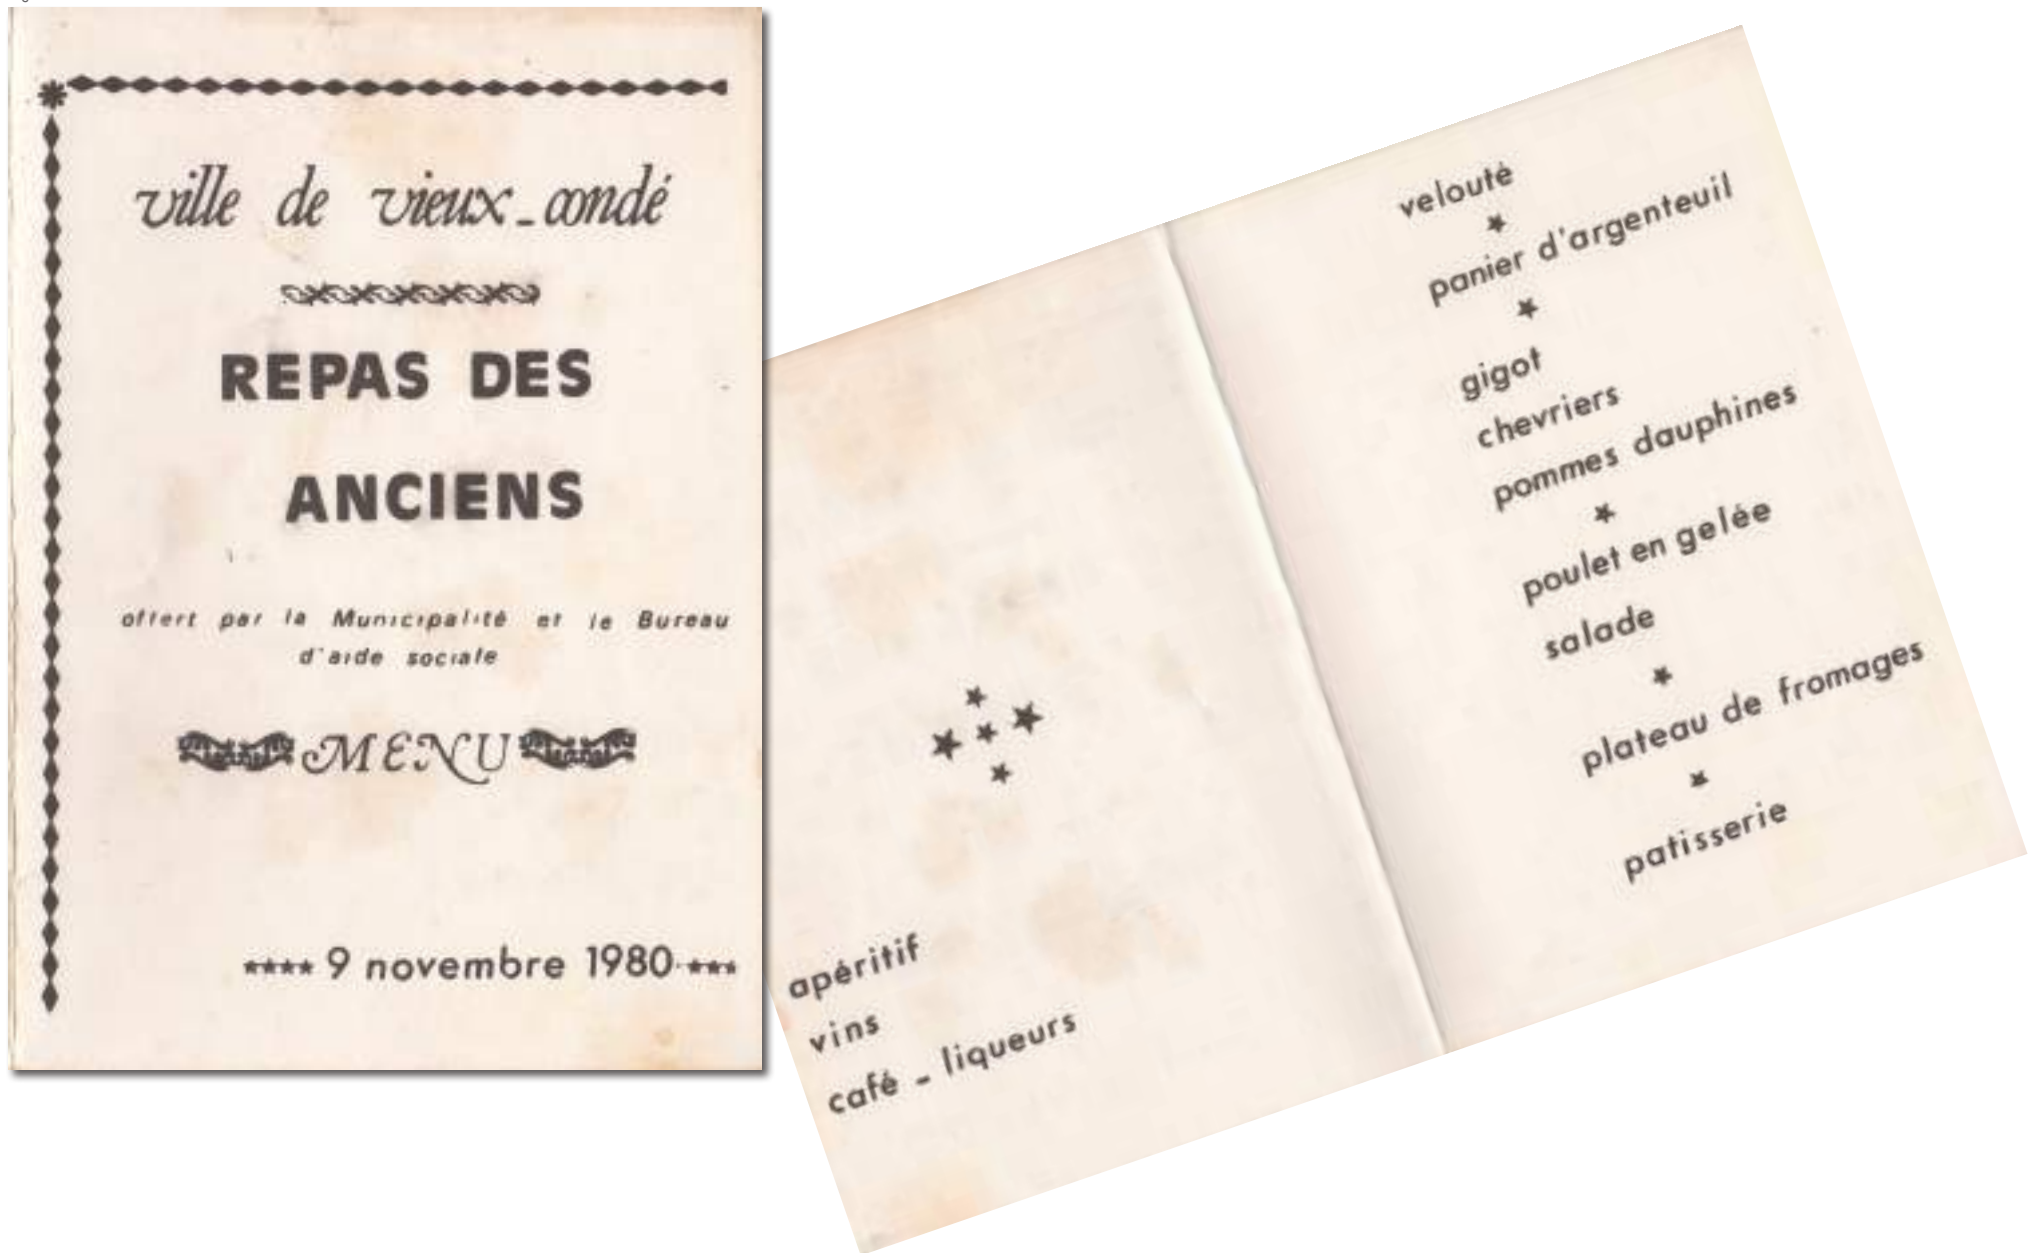 ville de vieux_condé
REPAS DES
ANCIENS
offert par la Municipalité et le Bureau
d'aide sociale
MENU
**** 9 novembre 1980 ***
apéritif
vins
café - liqueurs
velouté
panier d'argenteuil
gigot
chevriers
pommes dauphines
poulet en gelée
salade
plateau de fromages
patisserie